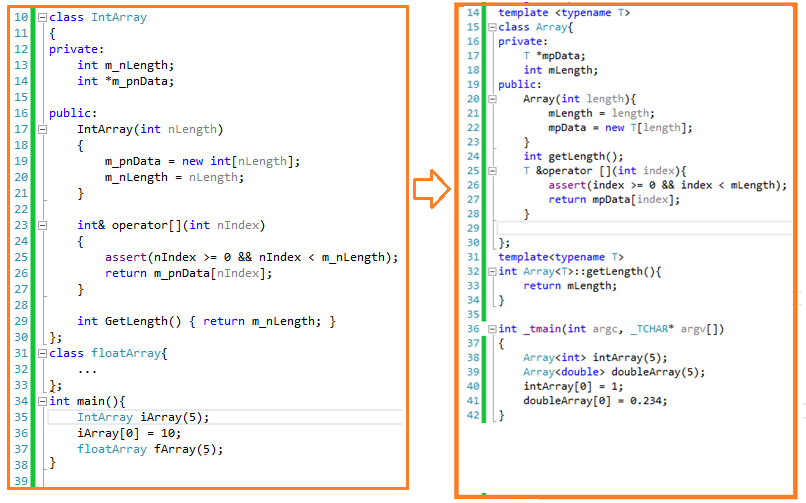 10 class IntArray
11 {
12 private:
13     int m_nLength;
14     int *m_pnData;
15
16 public:
17     IntArray(int nLength)
18     {
19         m_pnData = new int[nLength];
20         m_nLength = nLength;
21     }
22
23     int& operator[](int nIndex)
24     {
25         assert(nIndex >= 0 && nIndex < m_nLength);
26         return m_pnData[nIndex];
27     }
28
29     int GetLength() { return m_nLength; }
30 };
31 class floatArray{
32     ...
33 };
34 int main(){
35     IntArray iArray(5);
36     iArray[0] = 10;
37     floatArray fArray(5);
38 }
39
14 template <typename T>
15 class Array{
16 private:
17     T *mpData;
18     int mLength;
19 public:
20     Array(int length){
21         mLength = length;
22         mpData = new T[length];
23     }
24     int getLength();
25     T &operator [](int index){
26         assert(index >= 0 && index < mLength);
27         return mpData[index];
28     }
29
30 };
31 template<typename T>
32 int Array<T>::getLength(){
33     return mLength;
34 }
35
36 int _tmain(int argc, _TCHAR* argv[])
37 {
38     Array<int> intArray(5);
39     Array<double> doubleArray(5);
40     intArray[0] = 1;
41     doubleArray[0] = 0.234;
42 }